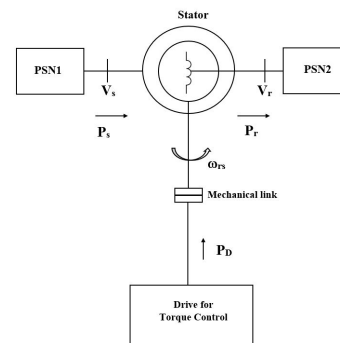 Stator
PSN1
PSN2
Vs
Vr
Ps
Pr
ωrs
Mechanical link
PD
Drive for
Torque Control